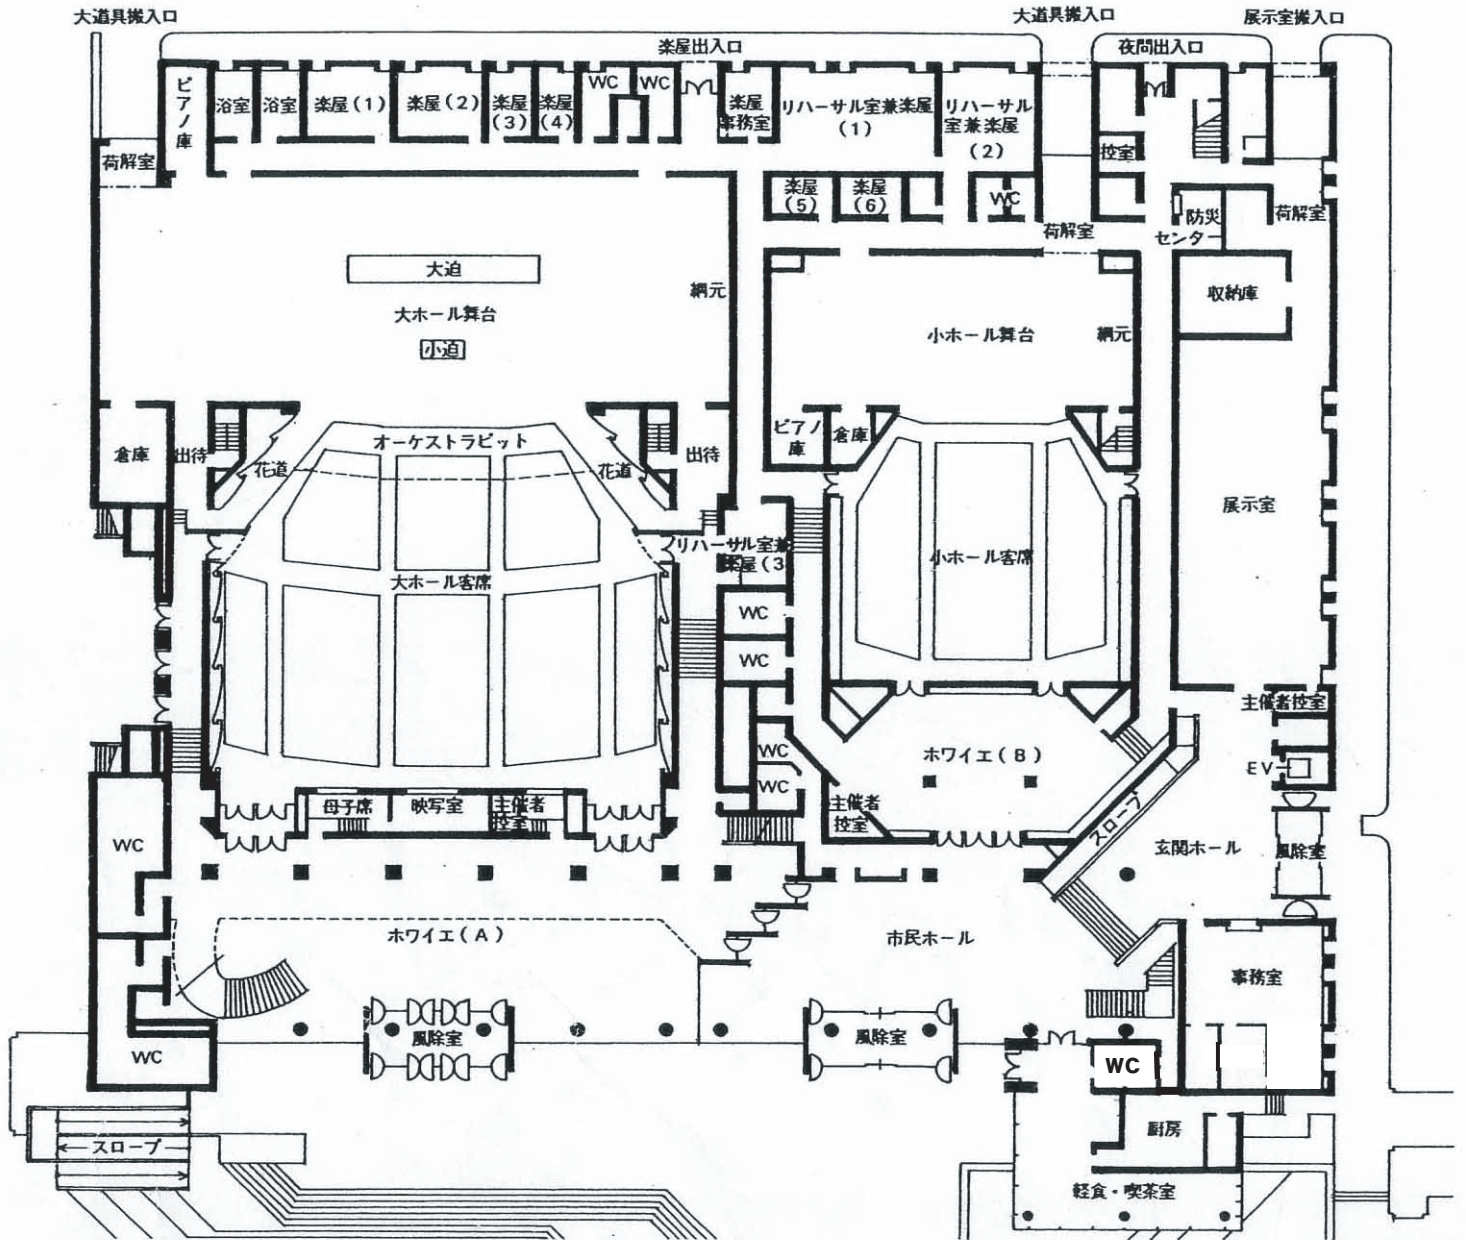 大道具搬入口
大道具搬入口
展示室搬入口
楽屋出入口
夜間出入口
ピアノ庫
浴室
浴室
楽屋(1)
楽屋(2)
楽屋
(3)
楽屋
(4)
WC
WC
楽屋
事務室
リハーサル室兼楽屋
(1)
リハーサル
室兼楽屋
(2)
控室
荷解室
楽屋
(5)
楽屋
(6)
WC
荷解室
防災
センター
荷解室
大迫
大ホール舞台
小迫
綱元
小ホール舞台
綱元
収納庫
倉庫
出待
花道
オーケストラピット
花道
出待
ピアノ
庫
倉庫
展示室
リハーサル室兼
楽屋(3
大ホール客席
小ホール客席
WC
WC
WC
WC
主催者控室
ホワイエ(B)
EV
母子席
映写室
主催者
控室
主催者
控室
スロープ
WC
玄関ホール
風除室
ホワイエ(A)
市民ホール
事務室
風除室
風除室
WC
WC
スロープ
厨房
軽食・喫茶室